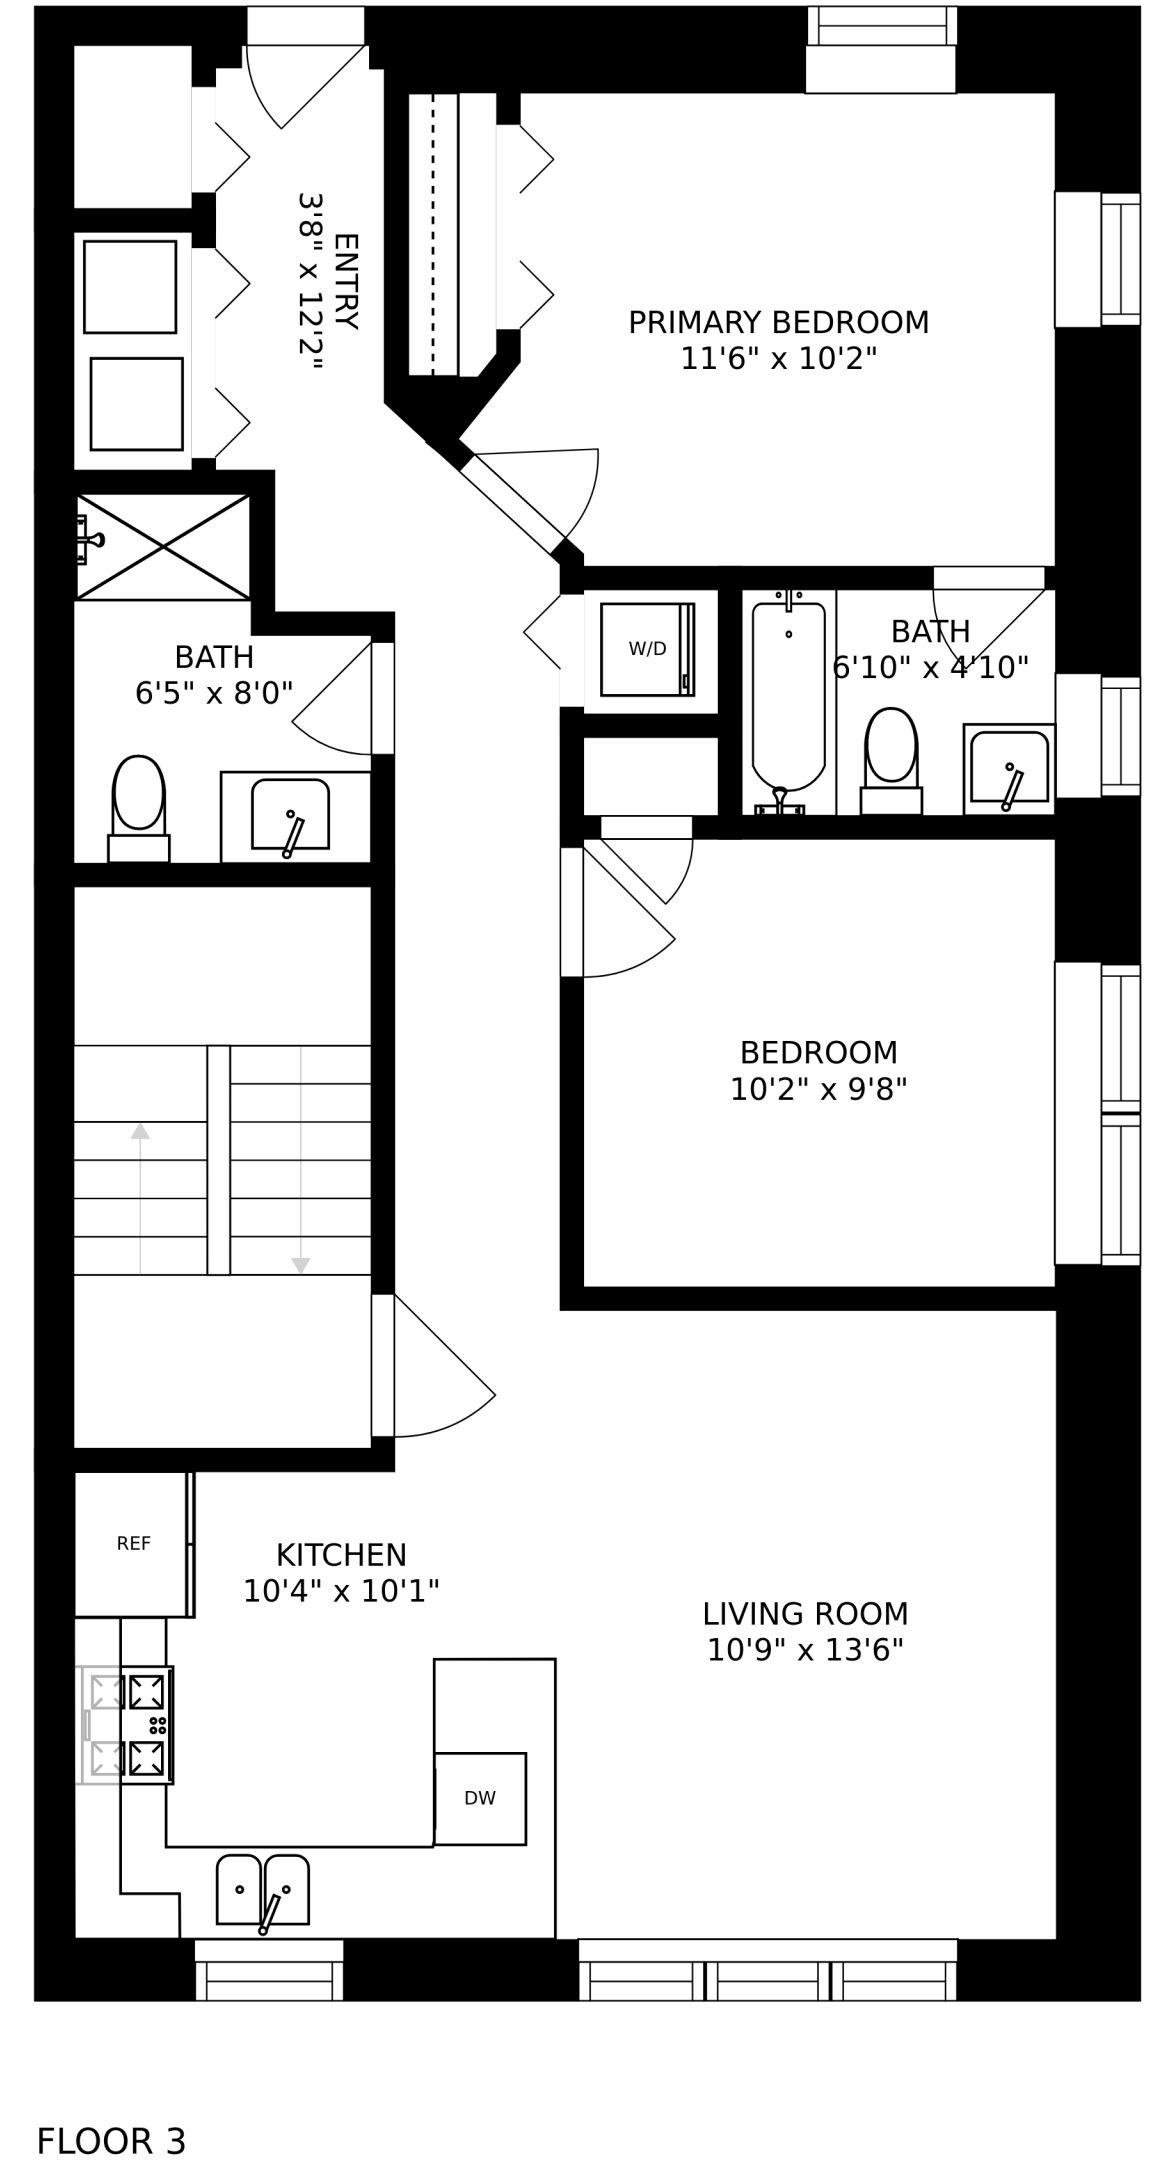 ENTRY
3'8" x 12'2"
PRIMARY BEDROOM
11'6" x 10'2"
W/D
BATH
6'10" x 4'10"
BATH
6'5" x 8'0"
BEDROOM
10'2" x 9'8"
REF
KITCHEN
10'4" x 10'1"
LIVING ROOM
10'9" x 13'6"
DW
FLOOR 3